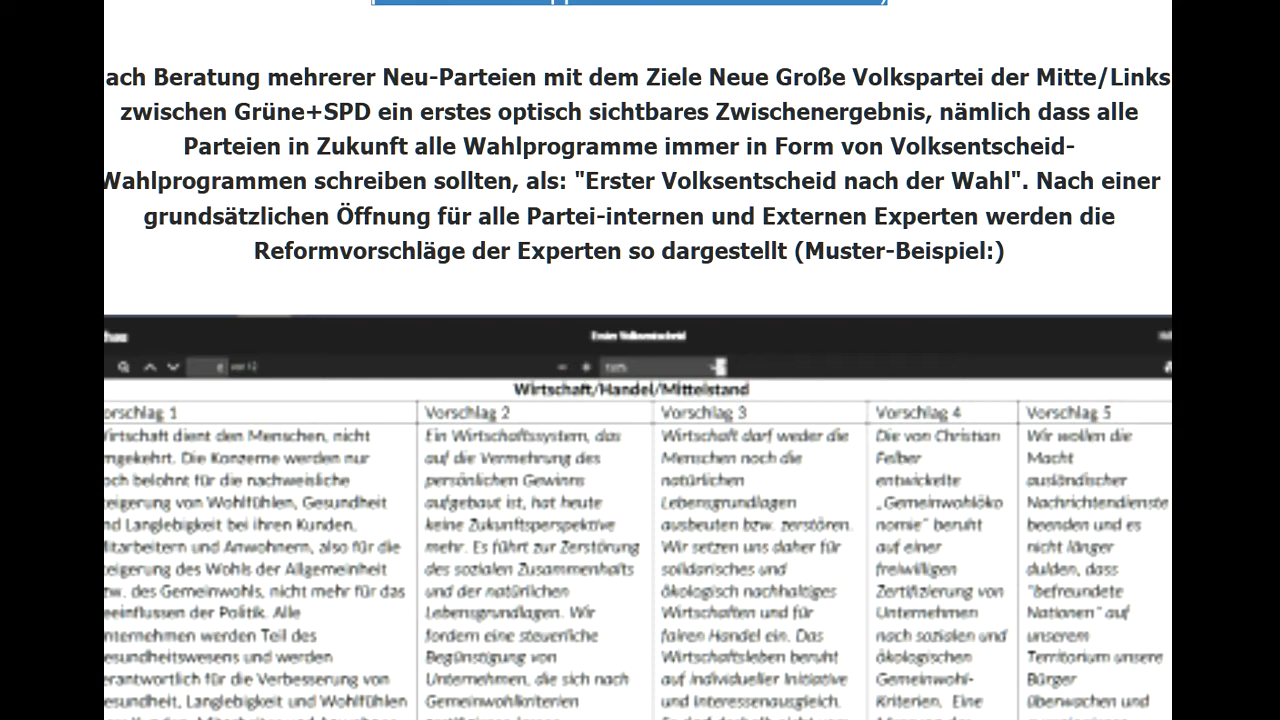 ach Beratung mehrerer Neu-Parteien mit dem Ziele Neue Große Volkspartei der Mitte/Links
zwischen Grüne+SPD ein erstes optisch sichtbares Zwischenergebnis, nämlich dass alle
Parteien in Zukunft alle Wahlprogramme immer in Form von Volksentscheid-
Wahlprogrammen schreiben sollten, als: "Erster Volksentscheid nach der Wahl". Nach einer
grundsätzlichen Öffnung für alle Partei-internen und Externen Experten werden die
Reformvorschläge der Experten so dargestellt (Muster-Beispiel:)
Erster Volksentscheid
Wirtschaft/Handel/Mittelstand
orschlag 1
irtschaft dient den Menschen, nicht
mgekehrt. Die Konzerne werden nur
och belohnt für die nachweisliche
teigerung von Wohlfühlen, Gesundheit
nd Langlebigkeit bei ihren Kunden,
itarbeitern und Anwohnern, also für die
teigerung des Wohls der Allgemeinheit
zw. des Gemeinwohls, nicht mehr für das
eeinflussen der Politik. Alle
nternehmen werden Teil des
esundheitswesens und werden
erantwortlich für die Verbesserung von
esundheit, Langlebigkeit und Wohlfühlen
Vorschlag 2
Ein Wirtschaftssystem, das
auf die Vermehrung des
persönlichen Gewinns
aufgebaut ist, hat heute
keine Zukunftsperspektive
mehr. Es führt zur Zerstörung
des sozialen Zusammenhalts
und der natürlichen
Lebensgrundlagen. Wir
fordern eine steuerliche
Begünstigung von
Unternehmen, die sich nach
Gemeinwohlkriterien
Vorschlag 3
Wirtschaft darf weder die
Menschen noch die
natürlichen
Lebensgrundlagen
ausbeuten bzw. zerstören.
Wir setzen uns daher für
solidarisches und
ökologisch nachhaltiges
Wirtschaften und für
fairen Handel ein. Das
Wirtschaftsleben beruht
auf individueller Initiative
und Interessenausgleich.
Vorschlag 4
Die von Christian
Felber
entwickelte
„Gemeinwohlöko
nomie" beruht
auf einer
freiwilligen
Zertifizierung von
Unternehmen
nach sozialen und
ökologischen
Gemeinwohl-
Kriterien. Eine
Vorschlag 5
Wir wollen die
Macht
ausländischer
Nachrichtendienste
beenden und es
nicht länger
dulden, dass
"befreundete
Nationen" auf
unserem
Territorium unsere
Bürger
überwachen und